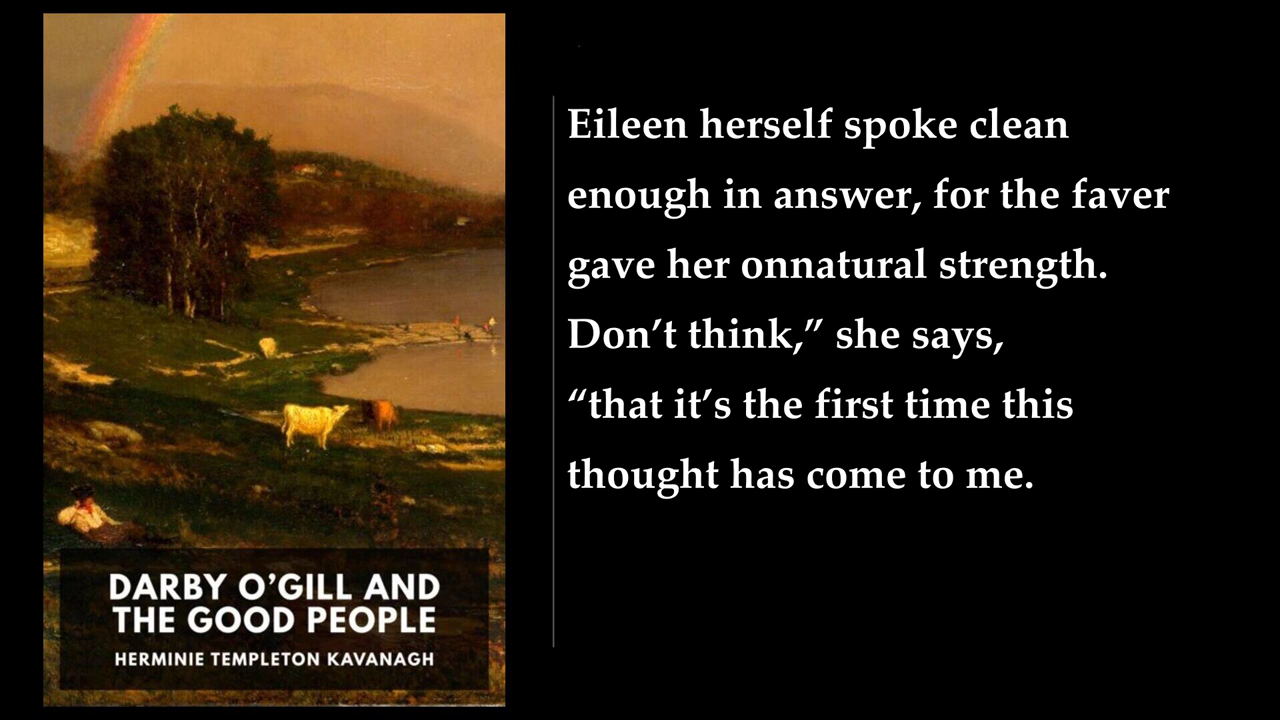 DARBY O’GILL AND
THE GOOD PEOPLE
HERMINIE TEMPLETON KAVANAGH
Eileen herself spoke clean
enough in answer, for the faver
gave her onnatural strength.
Don’t think,” she says,
“that it’s the first time this
thought has come to me.